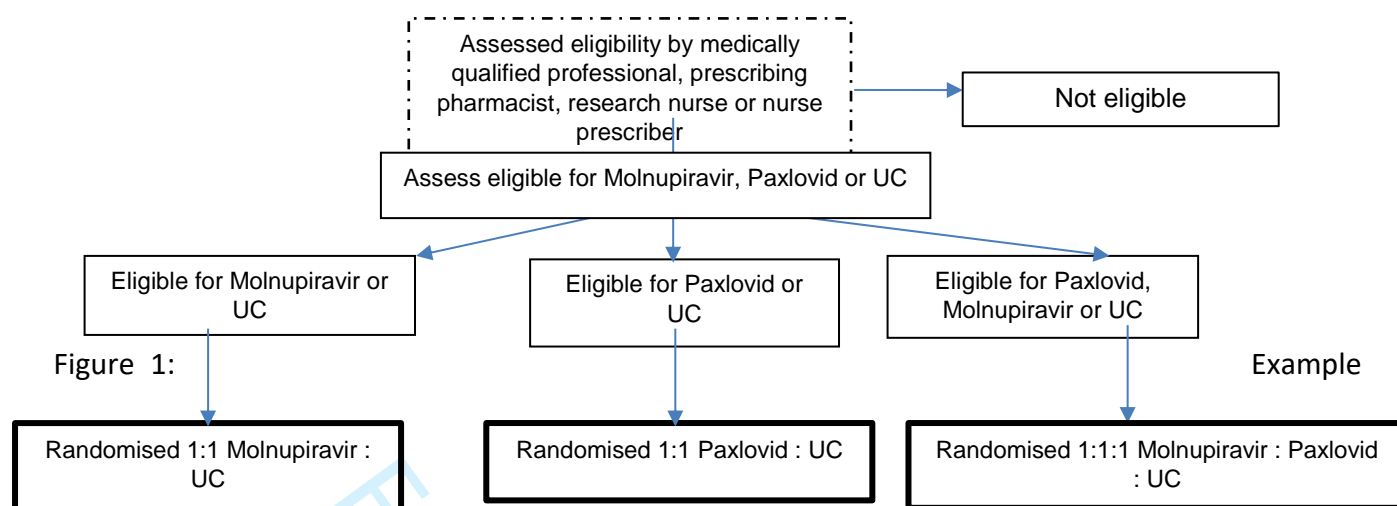 Assessed eligibility by medically
qualified professional, prescribing
pharmacist, research nurse or nurse
prescriber
Not eligible
Assess eligible for Molnupiravir, Paxlovid or UC
Eligible for Molnupiravir or
UC
Eligible for Paxlovid or
UC
Eligible for Paxlovid,
Molnupiravir or UC
Figure 1: Example
Randomised 1:1 Molnupiravir :
UC
Randomised 1:1 Paxlovid : UC
Randomised 1:1:1 Molnupiravir : Paxlovid
: UC